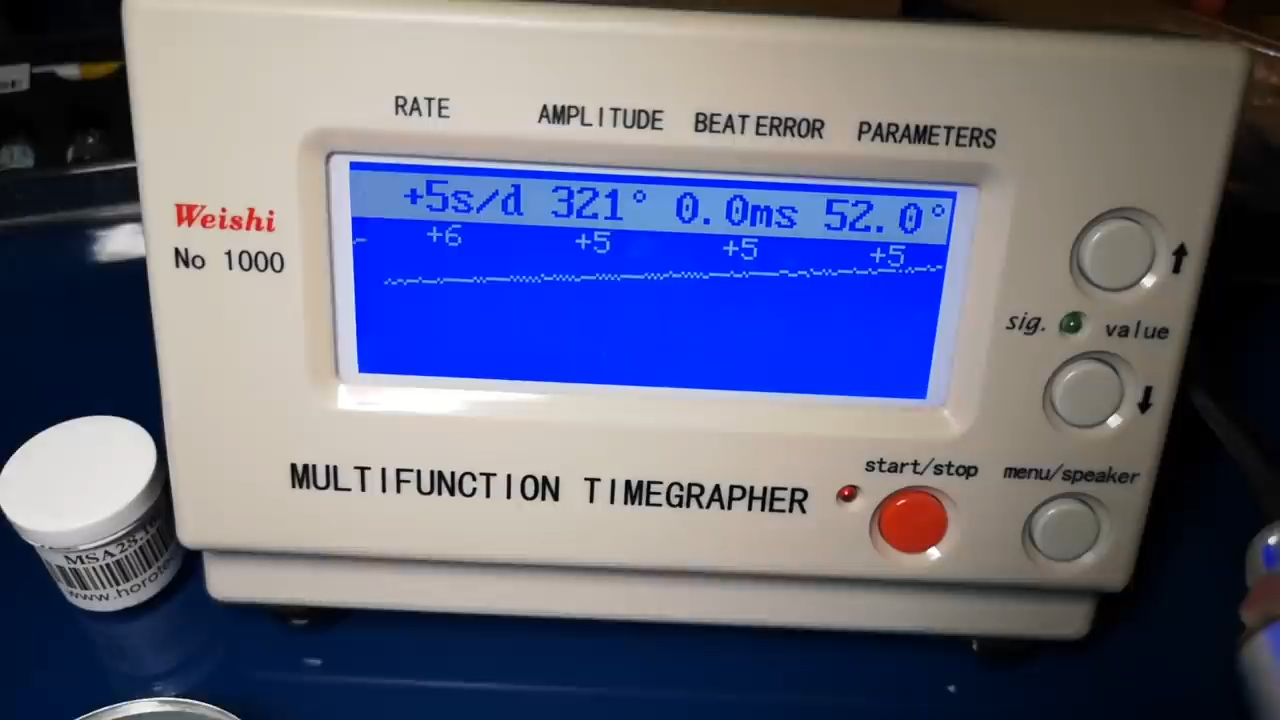 RATE AMPLITUDE BEAT ERROR PARAMETERS
+5s/d 321° 0.0ms 52.0°
+6 +5 +5 +5
Weishi
No 1000
sig. value
start/stop menu/speaker
MULTIFUNCTION TIMEGRAPHER
www.horote